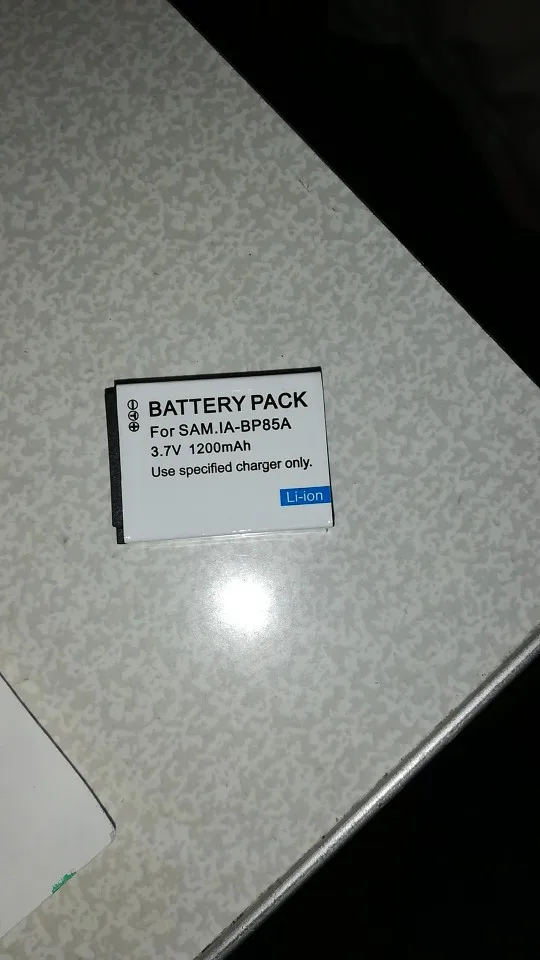 BATTERY PACK
For SAM.IA-BP85A
3.7V 1200mAh
Use specified charger only.
Li-ion